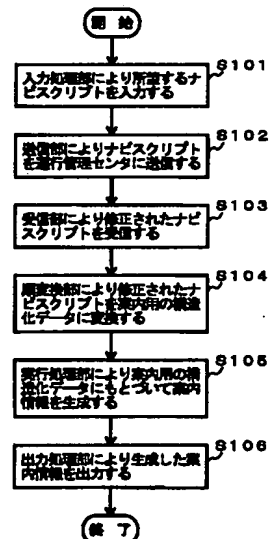 開 始
S101
入力処理部により所望するナ
ビスクリプトを入力する
S102
送信部によりナビスクリプト
を運行管理センタに送信する
S103
受信部により修正されたナビ
スクリプトを受信する
S104
順変換部により修正されたナ
ビスクリプトを案内用の構造
化データに変換する
S105
実行処理部により案内用の構
造化データにもとづいて案内
情報を生成する
S106
出力処理部により生成した案
内情報を出力する
終 了